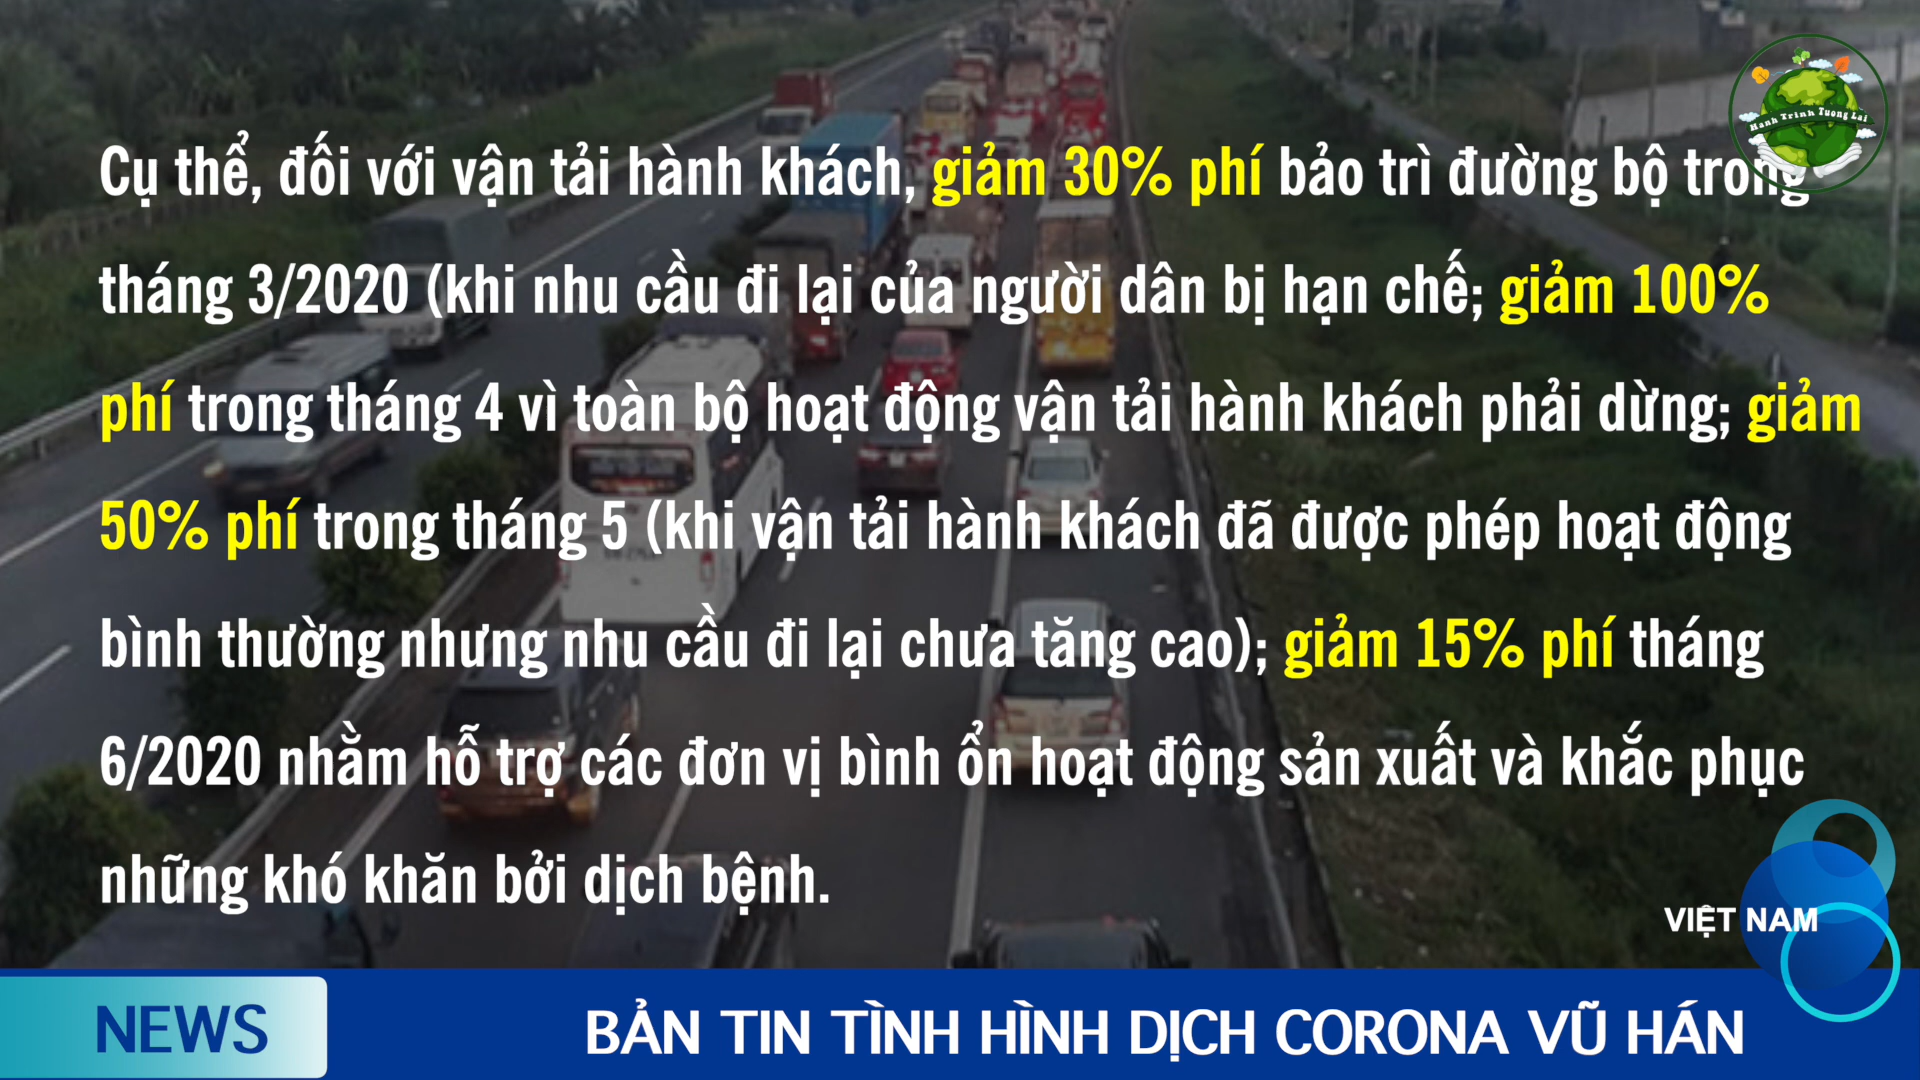 Hanh Trinh Tuong Lai
Cụ thể, đối với vận tải hành khách, giảm 30% phí bảo trì đường bộ trong
tháng 3/2020 (khi nhu cầu đi lại của người dân bị hạn chế; giảm 100%
phí trong tháng 4 vì toàn bộ hoạt động vận tải hành khách phải dừng; giảm
50% phí trong tháng 5 (khi vận tải hành khách đã được phép hoạt động
bình thường nhưng nhu cầu đi lại chưa tăng cao); giảm 15% phí tháng
6/2020 nhằm hỗ trợ các đơn vị bình ổn hoạt động sản xuất và khắc phục
những khó khăn bởi dịch bệnh.
VIỆT NAM
NEWS
BẢN TIN TÌNH HÌNH DỊCH CORONA VŨ HÁN